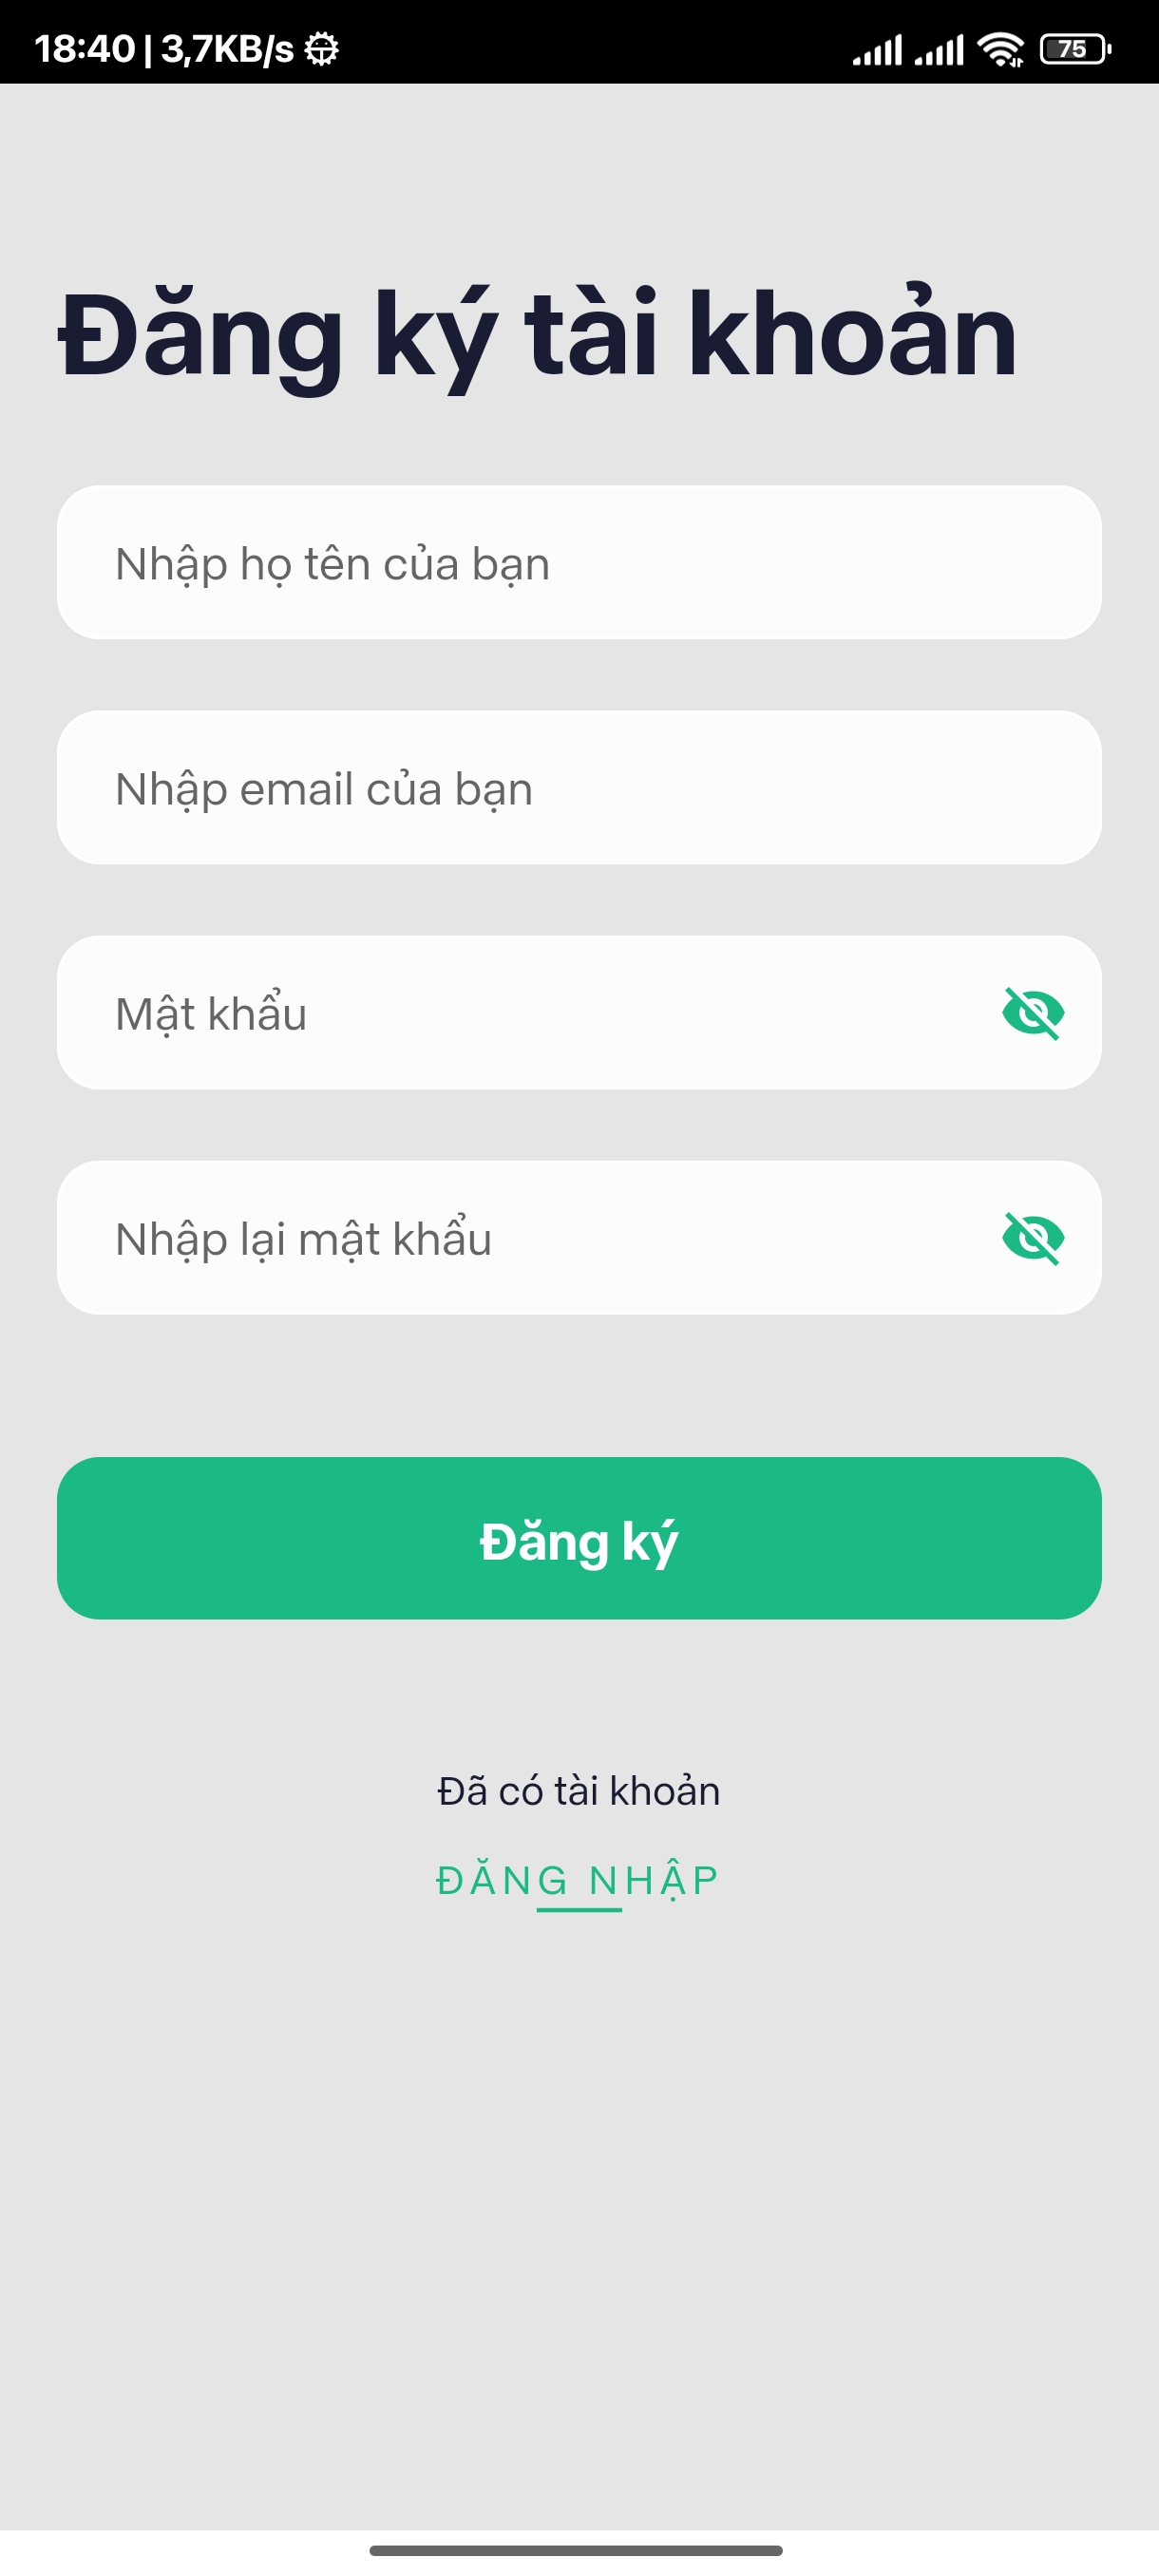 18:40 | 3,7KB/s
75
Đăng ký tài khoản
Nhập họ tên của bạn
Nhập email của bạn
Mật khẩu
Nhập lại mật khẩu
Đăng ký
Đã có tài khoản
ĐĂNG NHẬP